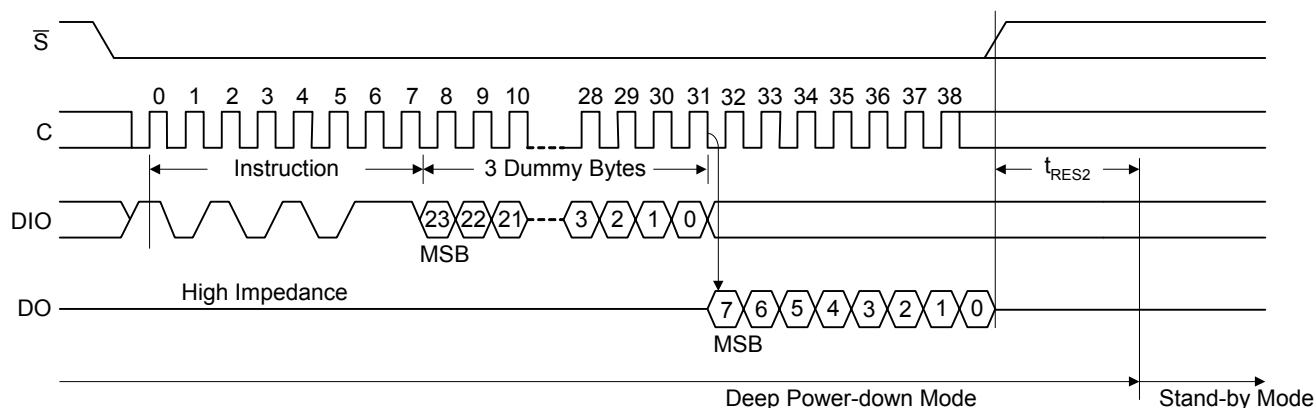 S
0 1 2 3 4 5 6 7 8 9 10 28 29 30 31 32 33 34 35 36 37 38
C
Instruction 3 Dummy Bytes tRES2
DIO 23 22 21 3 2 1 0
MSB
High Impedance
DO 7 6 5 4 3 2 1 0
MSB
Deep Power-down Mode Stand-by Mode